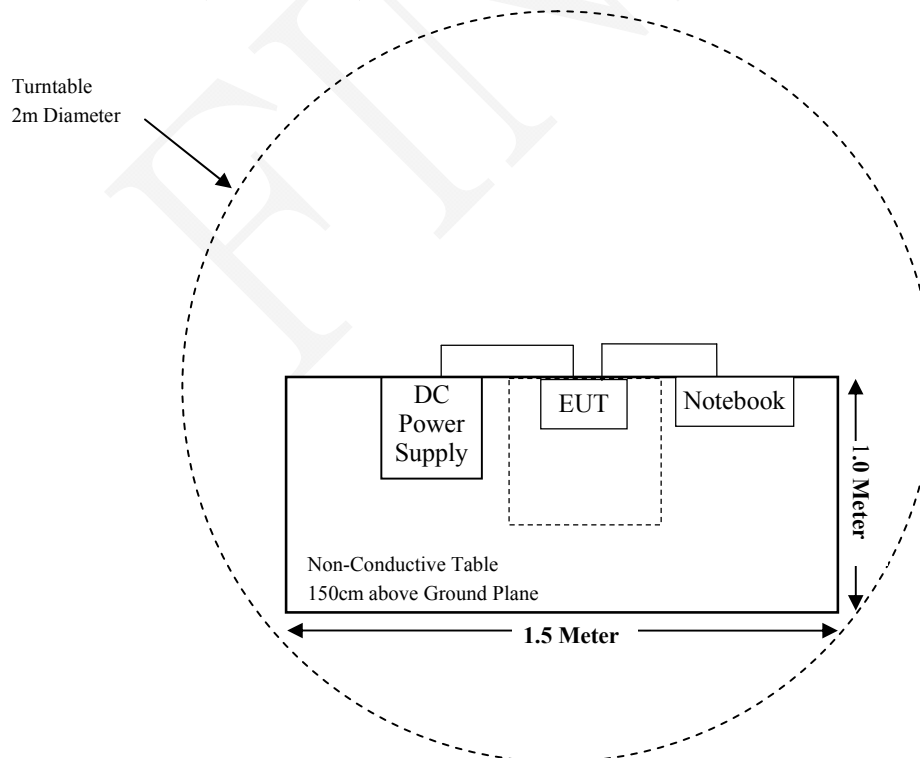 Turntable
2m Diameter
DC
Power
Supply
EUT
Notebook
1.0 Meter
Non-Conductive Table
150cm above Ground Plane
1.5 Meter